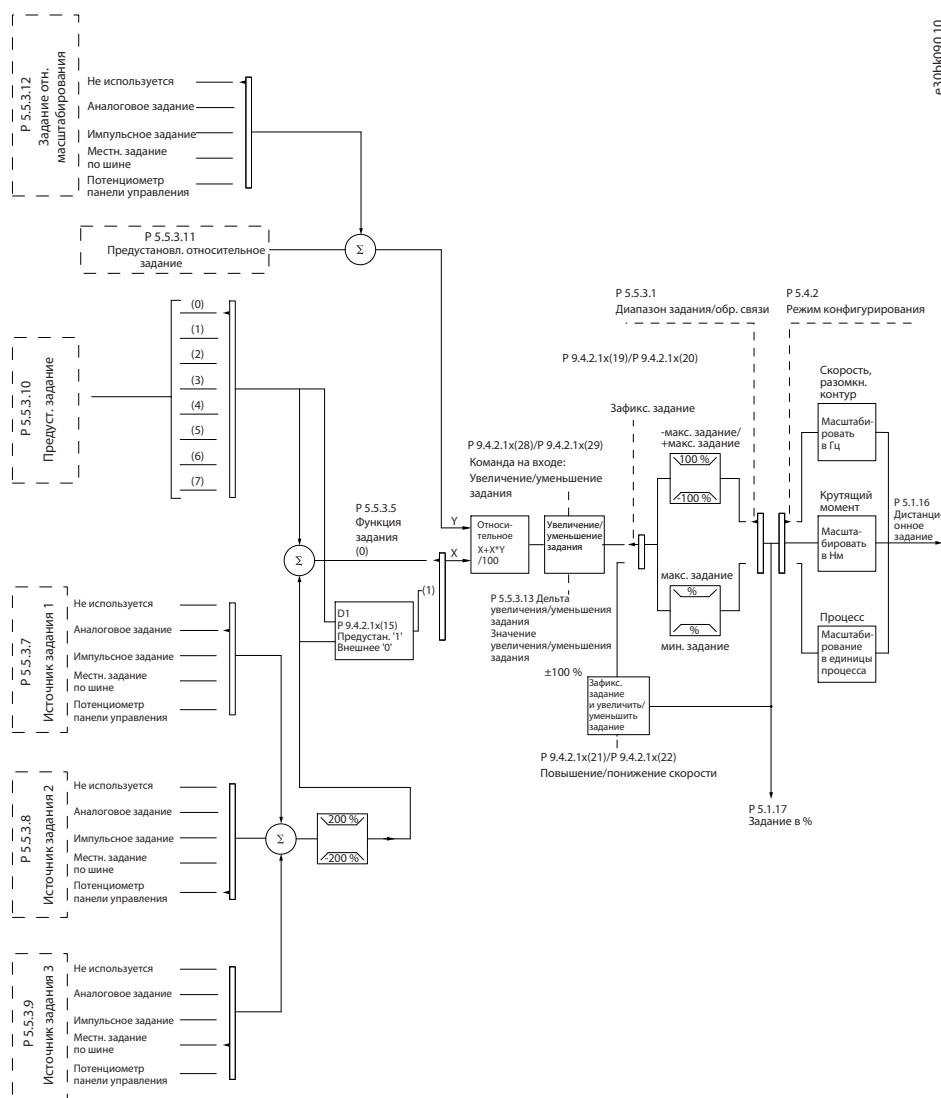 e30bk090.10
P 5.5.3.12
Задание отн.
масштабирования
Не используется
Аналоговое задание
Импульсное задание
Местн. задание
по шине
Потенциометр
панели управления
P 5.5.3.11
Предустановл. относительное
задание
Σ
P 5.5.3.10
Предуст. задание
(0)
(1)
(2)
(3)
(4)
(5)
(6)
(7)
P 5.5.3.5
Функция
задания
(0)
Σ
D1
P 9.4.2.1x(15)
Предустан. '1'
Внешнее '0'
(1)
Y
X
P 9.4.2.1x(28)/P 9.4.2.1x(29)
Команда на входе:
Увеличение/уменьшение
задания
Относи-
тельное
X+X*Y
/100
Увеличение/
уменьшение
задания
P 5.5.3.13 Дельта
увеличения/уменьшения
задания
Значение
увеличения/уменьшения
задания
±100 %
P 9.4.2.1x(19)/P 9.4.2.1x(20)
Зафикс. задание
Зафикс.
задание
и увеличить/
уменьшить
задание
P 9.4.2.1x(21)/P 9.4.2.1x(22)
Повышение/понижение скорости
P 5.5.3.1
Диапазон задания/обр. связи
-макс. задание/
+макс. задание
100 %
-100 %
макс. задание
%
%
мин. задание
P 5.4.2
Режим конфигурирования
Скорость,
разомкн.
контур
Масштаби-
ровать
в Гц
Крутящий
момент
Масшта-
бировать
в Нм
Процесс
Масштаби-
рование
в единицы
процесса
P 5.1.16
Дистанци-
онное
задание
P 5.1.17
Задание в %
P 5.5.3.7
Источник задания 1
Не используется
Аналоговое задание
Импульсное задание
Местн. задание
по шине
Потенциометр
панели управления
P 5.5.3.8
Источник задания 2
Не используется
Аналоговое задание
Импульсное задание
Местн. задание
по шине
Потенциометр
панели управления
Σ
200 %
-200 %
P 5.5.3.9
Источник задания 3
Не используется
Аналоговое задание
Импульсное задание
Местн. задание
по шине
Потенциометр
панели управления